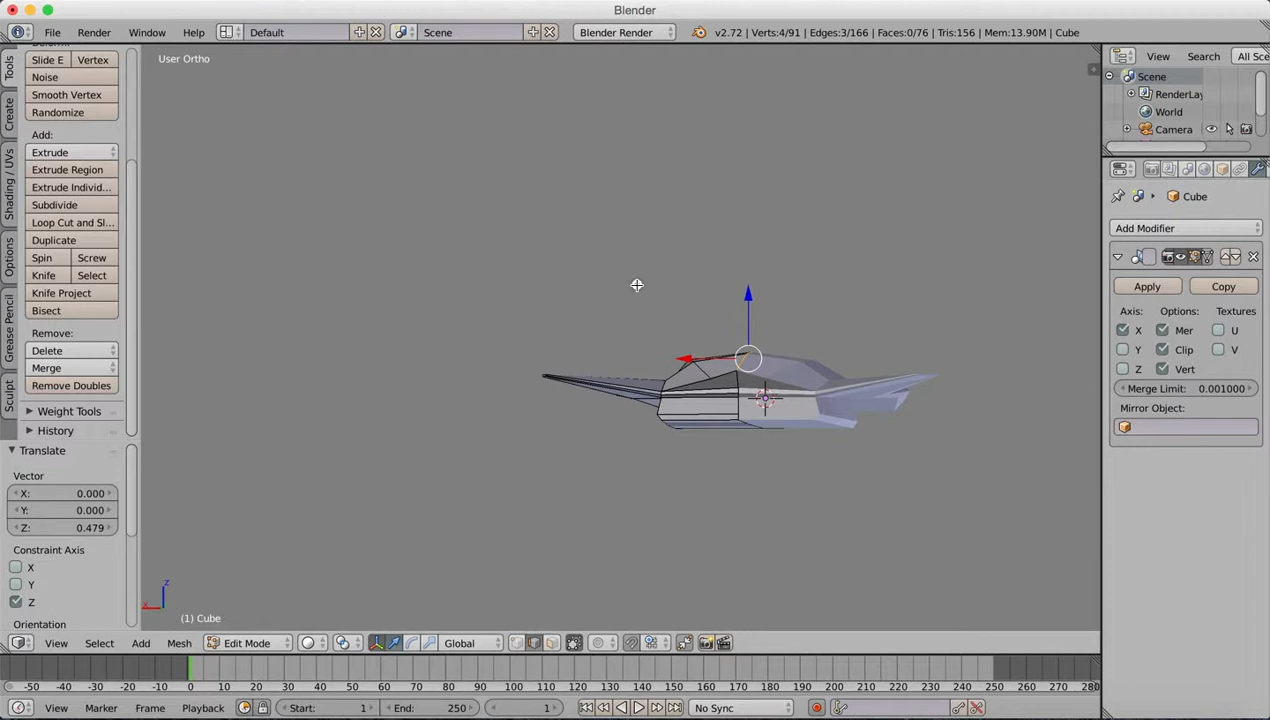 Blender
File Render Window Help Default Scene Blender Render v2.72 | Verts:4/91 | Edges:3/166 | Faces:0/76 | Tris:156 | Mem:13.90M | Cube
User Ortho
Tools
Create
Shading / UVs
Options
Grease Pencil
Sculpt
Slide E Vertex
Noise
Smooth Vertex
Randomize
Add:
Extrude
Extrude Region
Extrude Individ...
Subdivide
Loop Cut and Sl...
Duplicate
Spin Screw
Knife Select
Knife Project
Bisect
Remove:
Delete
Merge
Remove Doubles
Weight Tools
History
Translate
Vector
X: 0.000
Y: 0.000
Z: 0.479
Constraint Axis
X
Y
Z
Orientation
z
x
(1) Cube
View Search All Sce
Scene
RenderLay
World
Camera
Cube
Add Modifier
Apply Copy
Axis: Options: Textures
X Mer U
Y Clip V
Z Vert
Merge Limit: 0.001000
Mirror Object:
View Select Add Mesh Edit Mode Global
-50 -40 -30 -20 -10 0 10 20 30 40 50 60 70 80 90 100 110 120 130 140 150 160 170 180 190 200 210 220 230 240 250 260 270 280
View Marker Frame Playback Start: 1 End: 250 1 No Sync